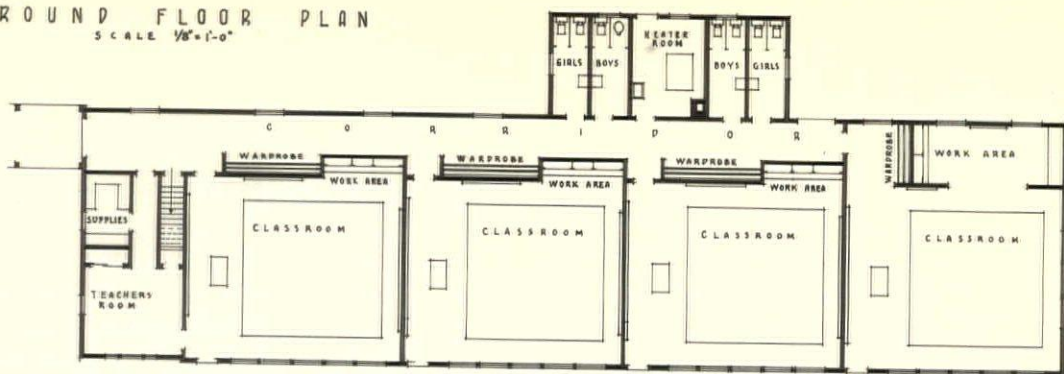 ROUND FLOOR PLAN
SCALE 1/8"=1'-0"
GIRLS
BOYS
HEATER
ROOM
BOYS
GIRLS
CORRIDOR
WARDROBE
WORK AREA
WARDROBE
WORK AREA
WARDROBE
WORK AREA
WARDROBE
WORK AREA
SUPPLIES
CLASSROOM
CLASSROOM
CLASSROOM
CLASSROOM
TEACHERS
ROOM